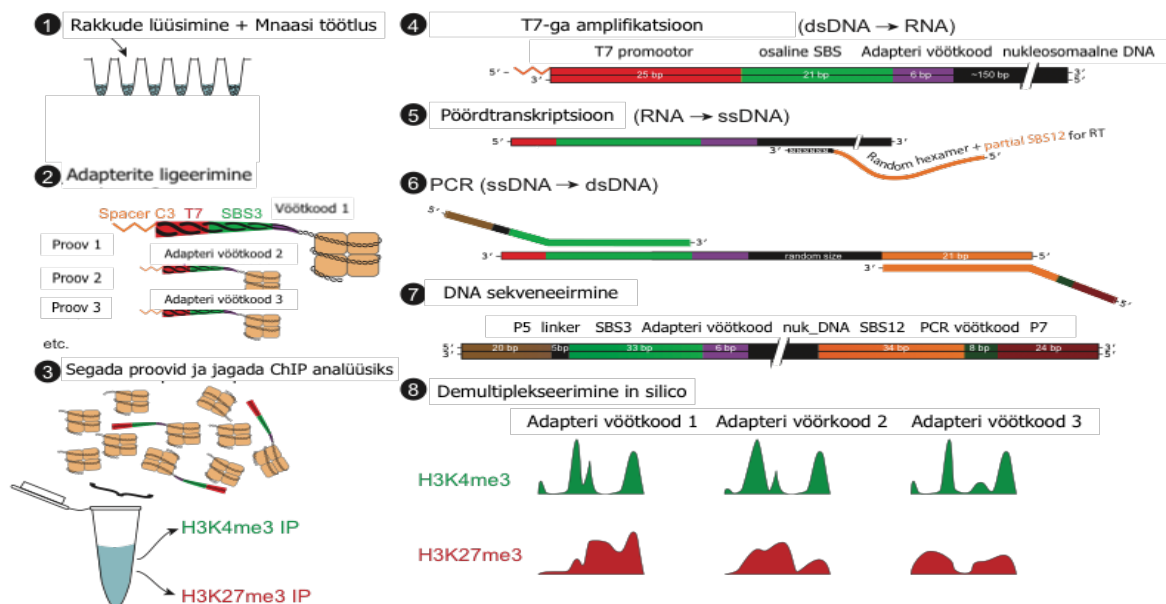 1 Rakkude lüüsimine + Mnaasi töötlus
2 Adapterite ligeerimine
Spacer C3 T7 SBS3 Vöötkood 1
Proov 1
Adapteri vöötkood 2
Proov 2
Adapteri vöötkood 3
Proov 3
etc.
3 Segada proovid ja jagada ChIP analüüsiks
H3K4me3 IP
H3K27me3 IP
4 T7-ga amplifikatsioon (dsDNA → RNA)
T7 promootor osaline SBS Adapteri vöötkood nukleosomaalne DNA
5' 25 bp 21 bp 6 bp ~150 bp 3'
3' 5'
5 Pöördtranskriptsioon (RNA → ssDNA)
5' 3'
3' 5'
Random hexamer + partial SBS12 for RT
6 PCR (ssDNA → dsDNA)
5' 3'
3' random size 21 bp 5'
3' 5'
7 DNA sekveneeirmine
P5 linker SBS3 Adapteri vöötkood nuk_DNA SBS12 PCR vöötkood P7
5' 20 bp 5bp 33 bp 6 bp 34 bp 8 bp 24 bp 3'
3' 5'
8 Demultiplekseerimine in silico
Adapteri vöötkood 1 Adapteri vöörkood 2 Adapteri vöötkood 3
H3K4me3
H3K27me3